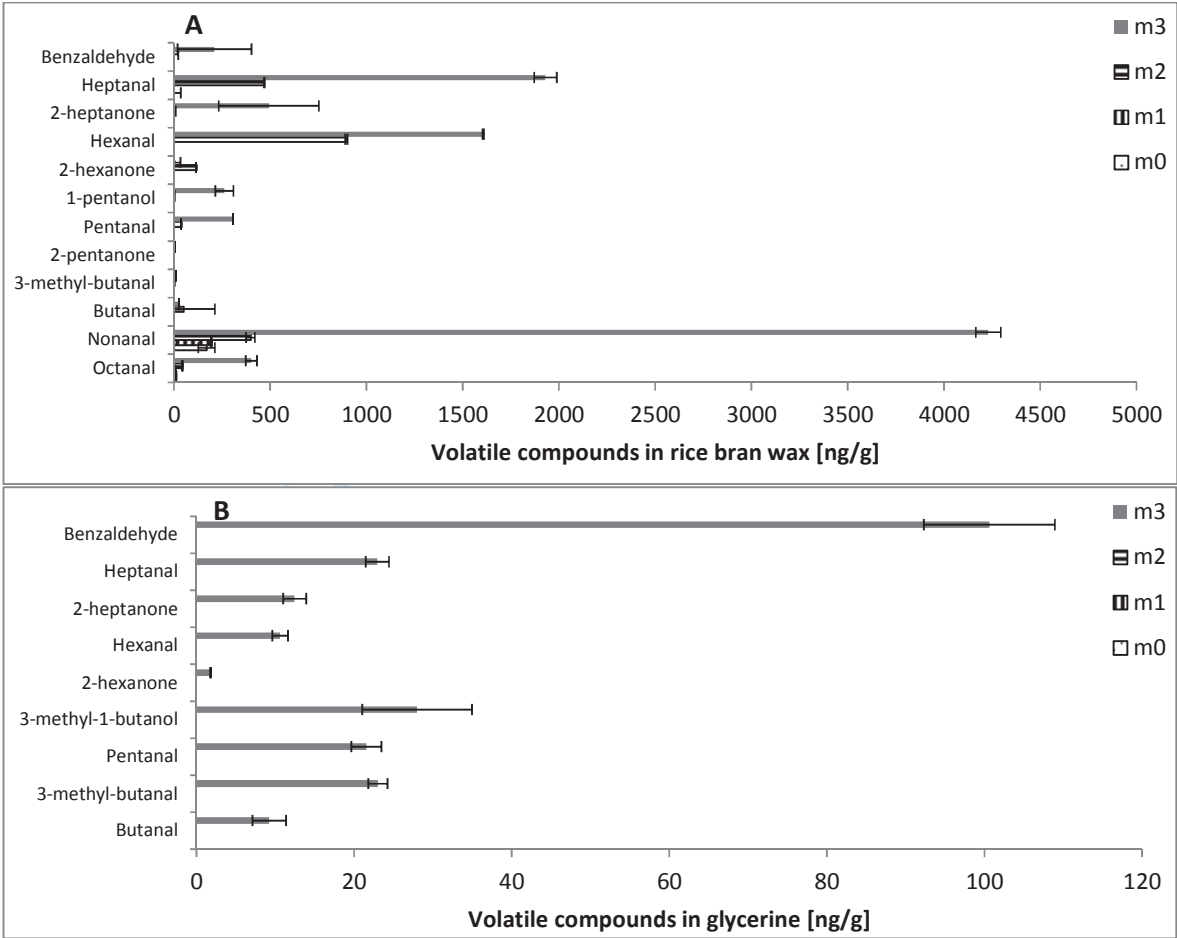 A
Benzaldehyde
Heptanal
2-heptanone
Hexanal
2-hexanone
1-pentanol
Pentanal
2-pentanone
3-methyl-butanal
Butanal
Nonanal
Octanal
0 500 1000 1500 2000 2500 3000 3500 4000 4500 5000
Volatile compounds in rice bran wax [ng/g]
m3
m2
m1
m0
B
Benzaldehyde
Heptanal
2-heptanone
Hexanal
2-hexanone
3-methyl-1-butanol
Pentanal
3-methyl-butanal
Butanal
0 20 40 60 80 100 120
Volatile compounds in glycerine [ng/g]
m3
m2
m1
m0